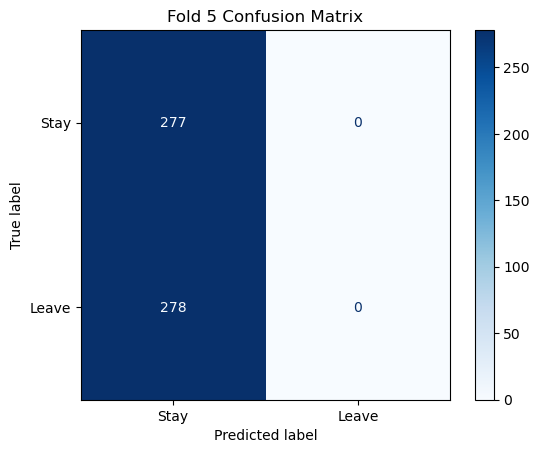 Fold 5 Confusion Matrix
True label
Stay
277
0
Leave
278
0
Stay
Leave
Predicted label
250
200
150
100
50
0